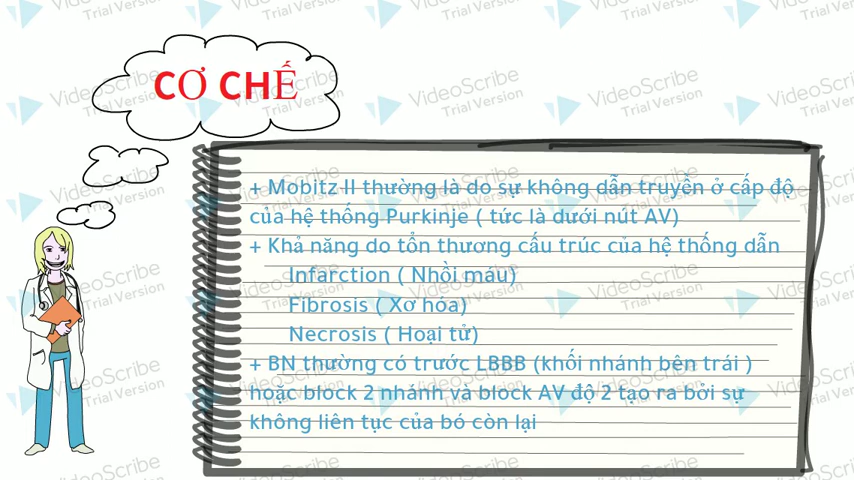 CƠ CHẾ
+ Mobitz II thường là do sự không dẫn truyền ở cấp độ
của hệ thống Purkinje ( tức là dưới nút AV)
+ Khả năng do tổn thương cấu trúc của hệ thống dẫn
Infarction ( Nhồi máu)
Fibrosis ( Xơ hóa)
Necrosis ( Hoại tử)
+ BN thường có trước LBBB (khối nhánh bên trái )
hoặc block 2 nhánh và block AV độ 2 tạo ra bởi sự
không liên tục của bó còn lại
VideoScribe
Trial Version